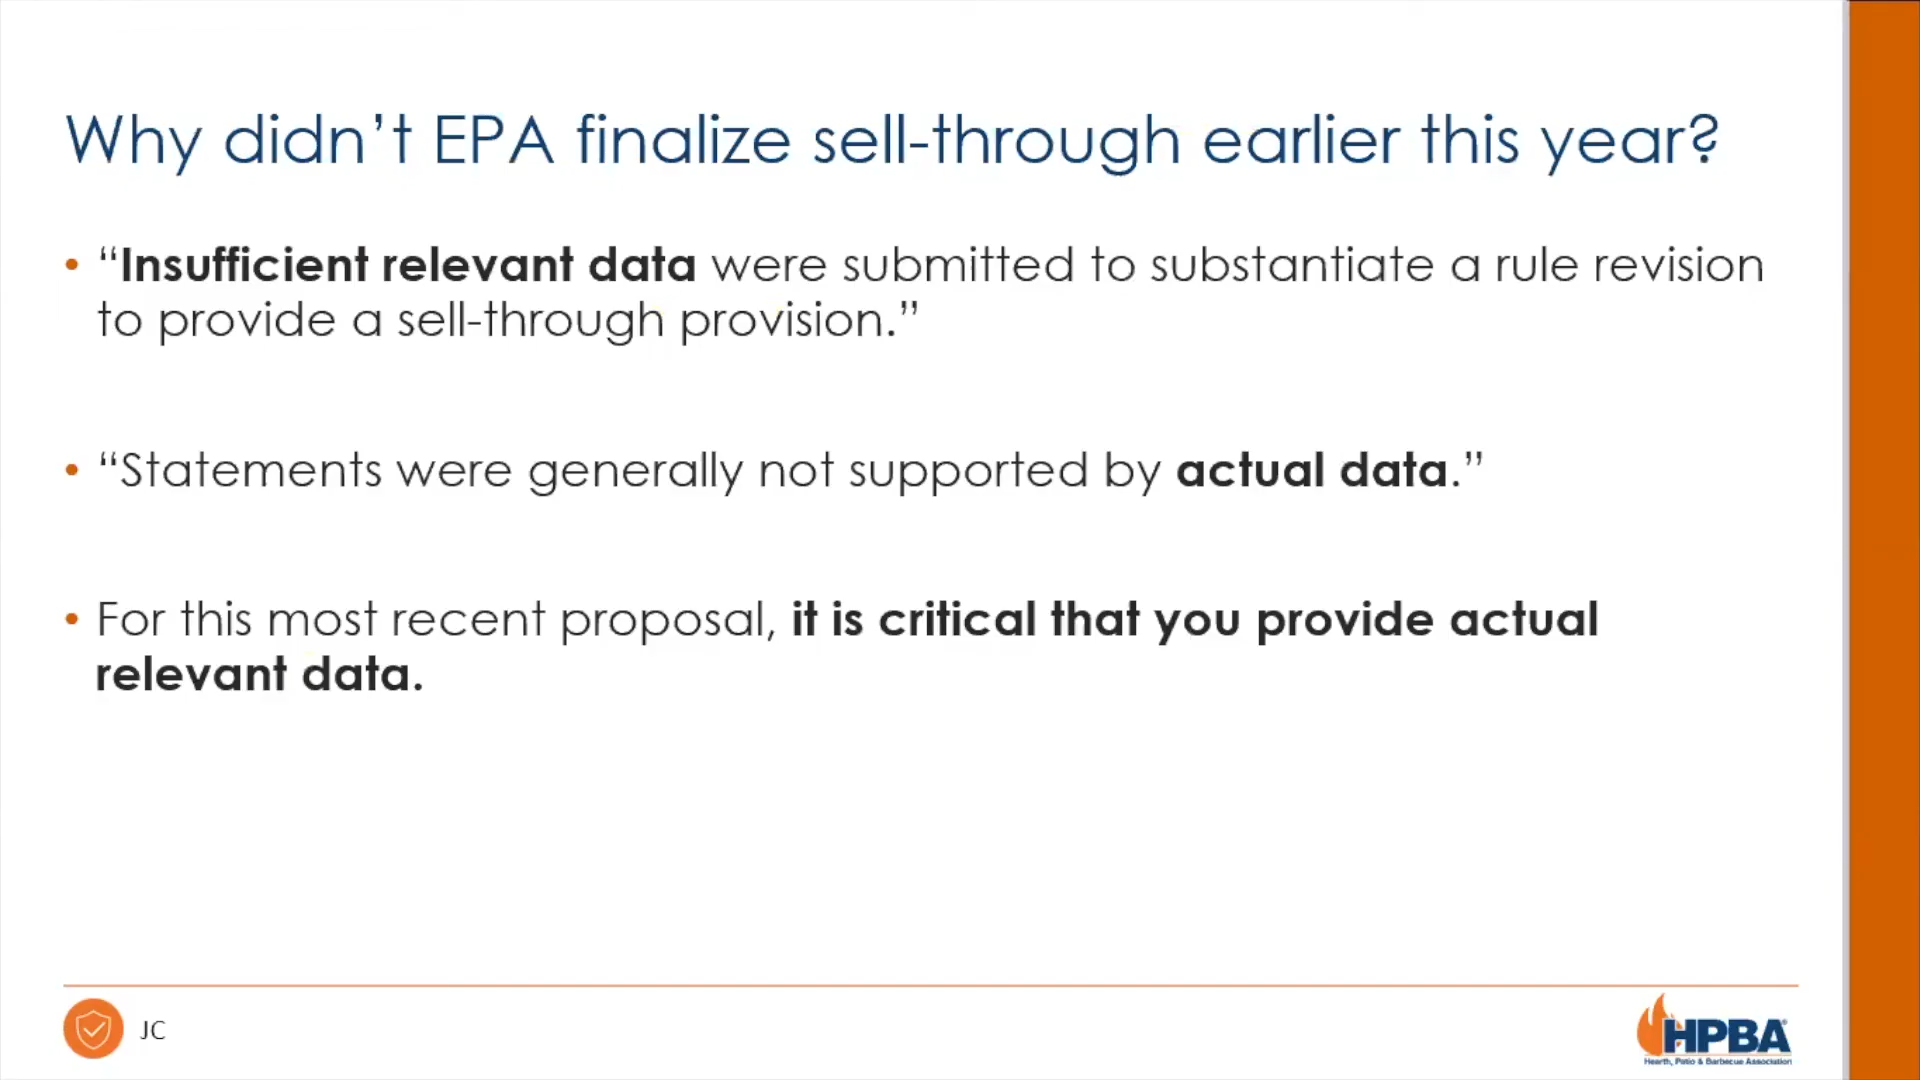 Why didn’t EPA finalize sell-through earlier this year?
• “Insufficient relevant data were submitted to substantiate a rule revision
to provide a sell-through provision.”
• “Statements were generally not supported by actual data.”
• For this most recent proposal, it is critical that you provide actual
relevant data.
JC
HPBA
Hearth, Patio & Barbecue Association